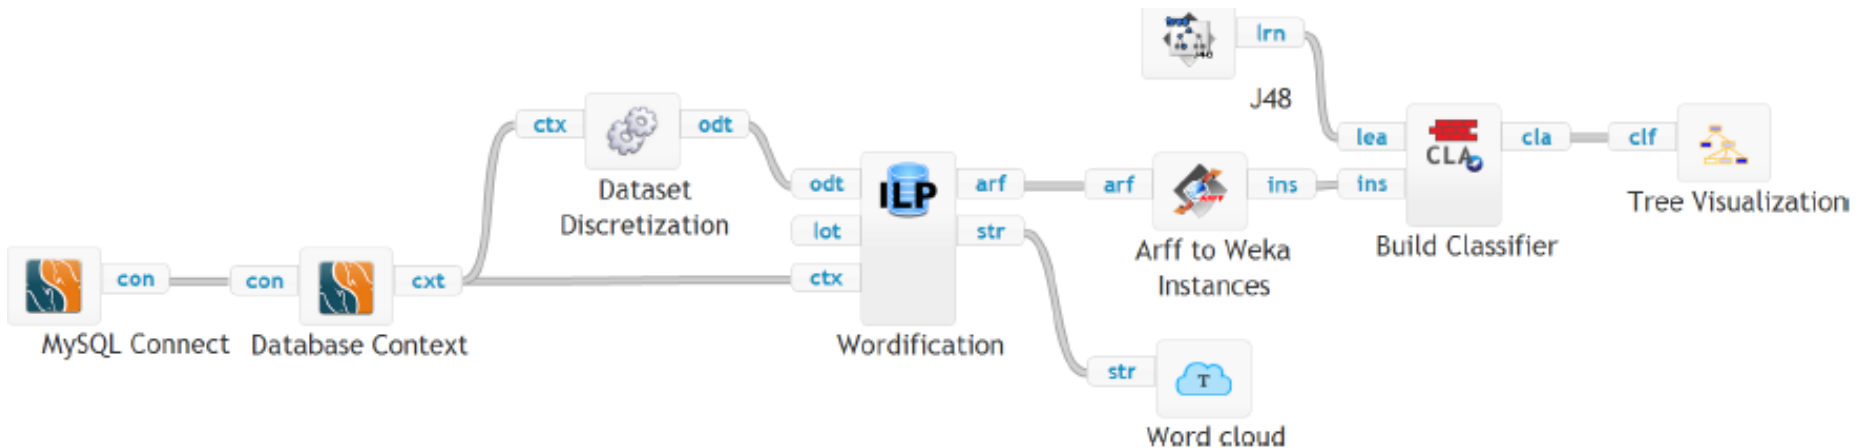 lrn
J48
ctx
odt
Dataset
Discretization
con
MySQL Connect
con
cxt
Database Context
odt
lot
ctx
ILP
arf
str
Wordification
arf
ins
Arff to Weka
Instances
str
T
Word cloud
lea
ins
CLA
cla
Build Classifier
clf
Tree Visualization